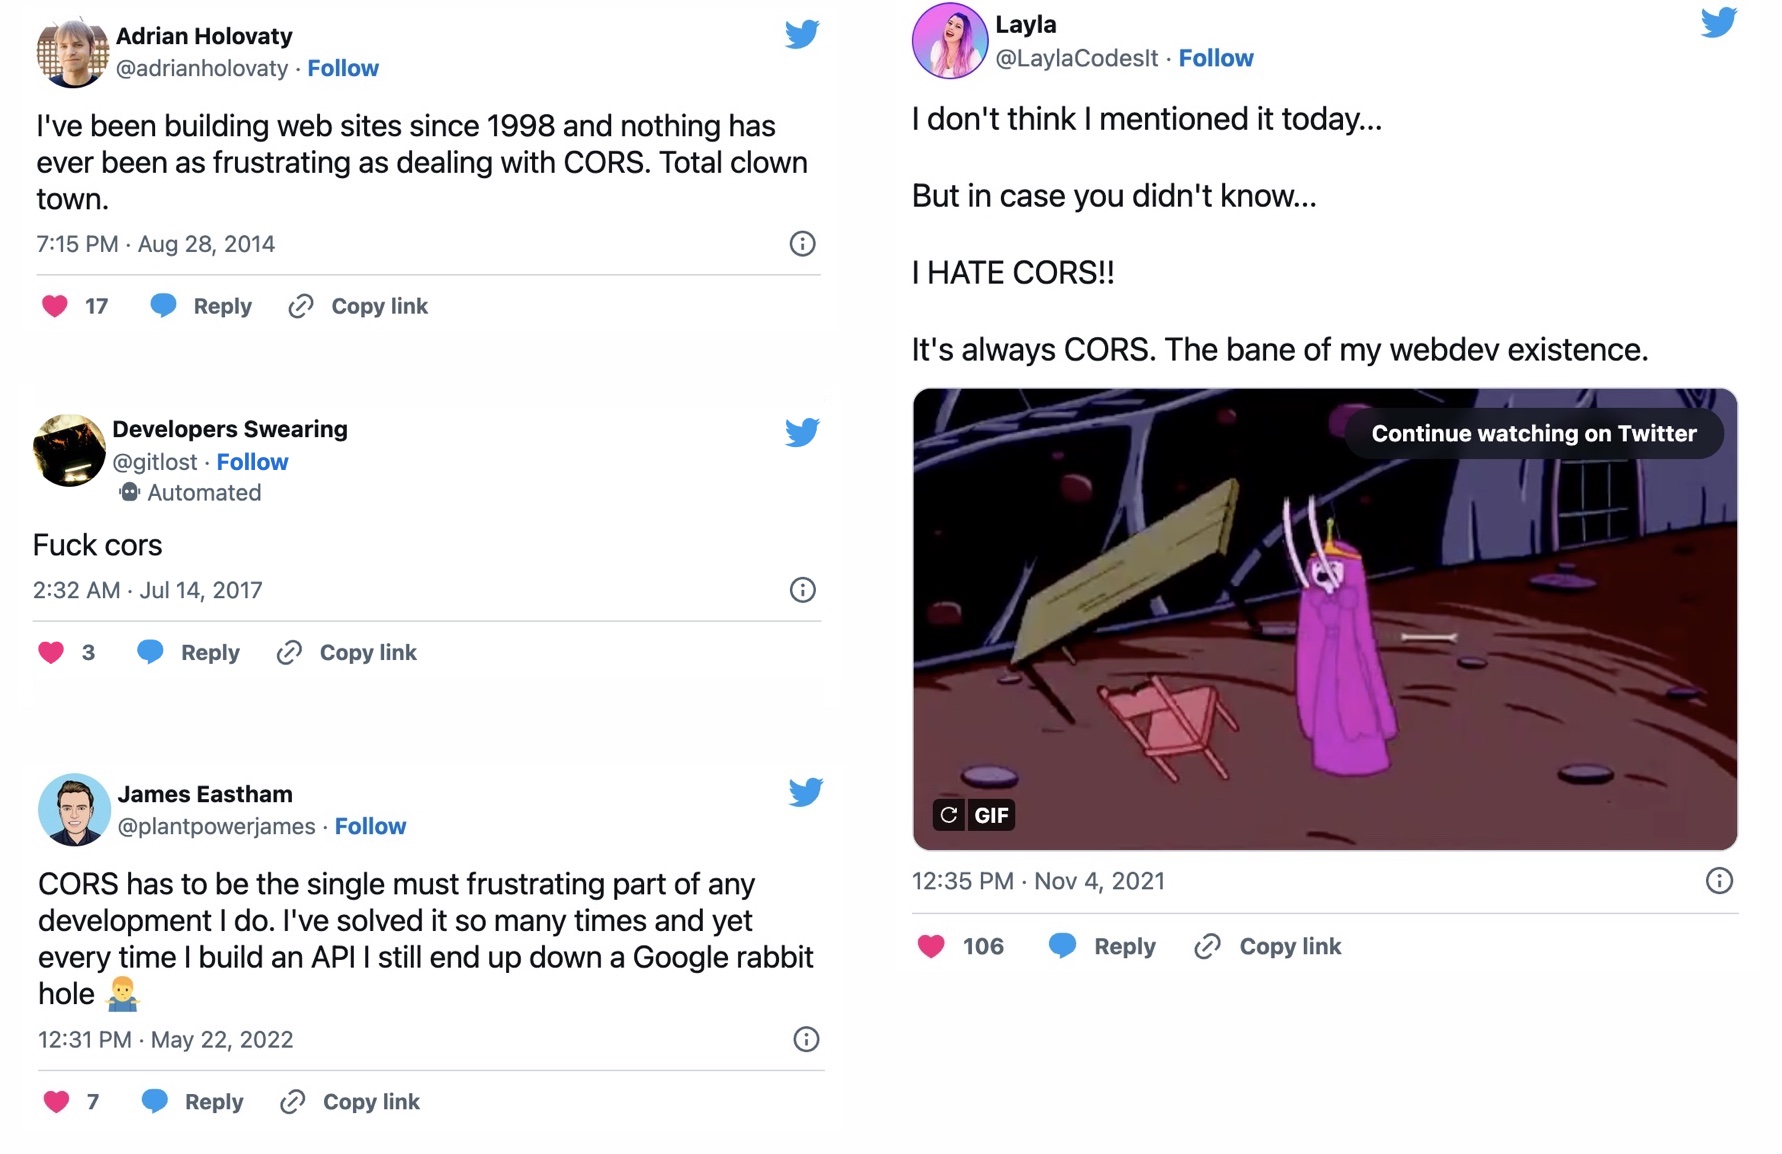 Adrian Holovaty
@adrianholovaty · Follow
I've been building web sites since 1998 and nothing has
ever been as frustrating as dealing with CORS. Total clown
town.
7:15 PM · Aug 28, 2014
17 Reply Copy link
Developers Swearing
@gitlost · Follow
Automated
Fuck cors
2:32 AM · Jul 14, 2017
3 Reply Copy link
James Eastham
@plantpowerjames · Follow
CORS has to be the single must frustrating part of any
development I do. I've solved it so many times and yet
every time I build an API I still end up down a Google rabbit
hole 🤷‍♂️
12:31 PM · May 22, 2022
7 Reply Copy link
Layla
@LaylaCodesIt · Follow
I don't think I mentioned it today...
But in case you didn't know...
I HATE CORS!!
It's always CORS. The bane of my webdev existence.
Continue watching on Twitter
GIF
12:35 PM · Nov 4, 2021
106 Reply Copy link